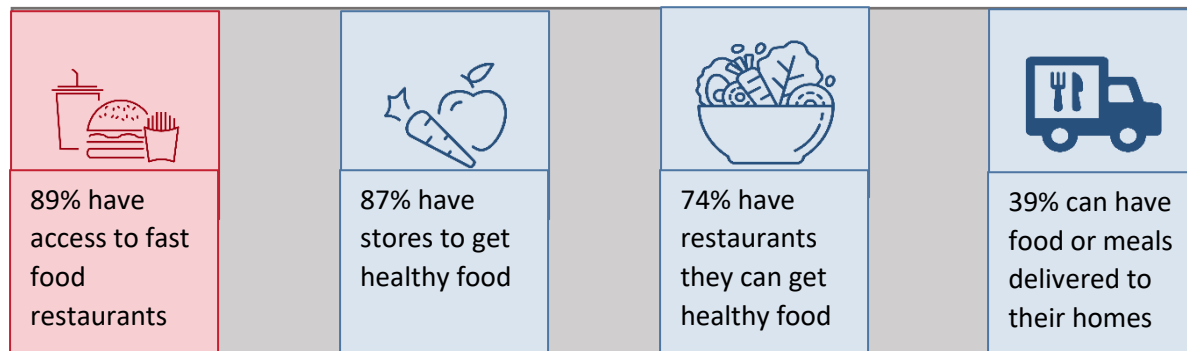 89% have
access to fast
food
restaurants
87% have
stores to get
healthy food
74% have
restaurants
they can get
healthy food
39% can have
food or meals
delivered to
their homes